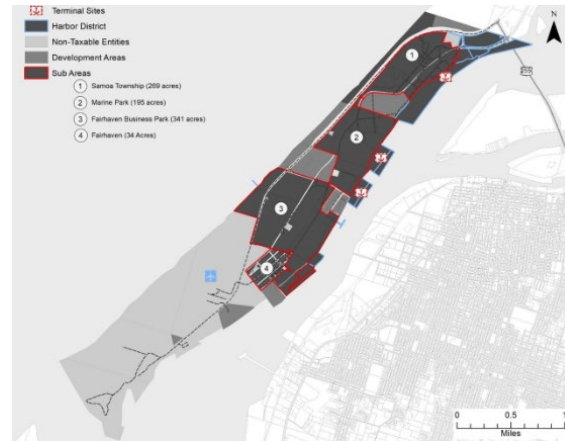 Terminal Sites
Harbor District
Non-Taxable Entities
Development Areas
Sub Areas
1 Samoa Township (269 acres)
2 Marine Park (185 acres)
3 Fairhaven Business Park (341 acres)
4 Fairhaven (34 Acres)
N
1
255
2
3
4
0 0.5 1
Miles